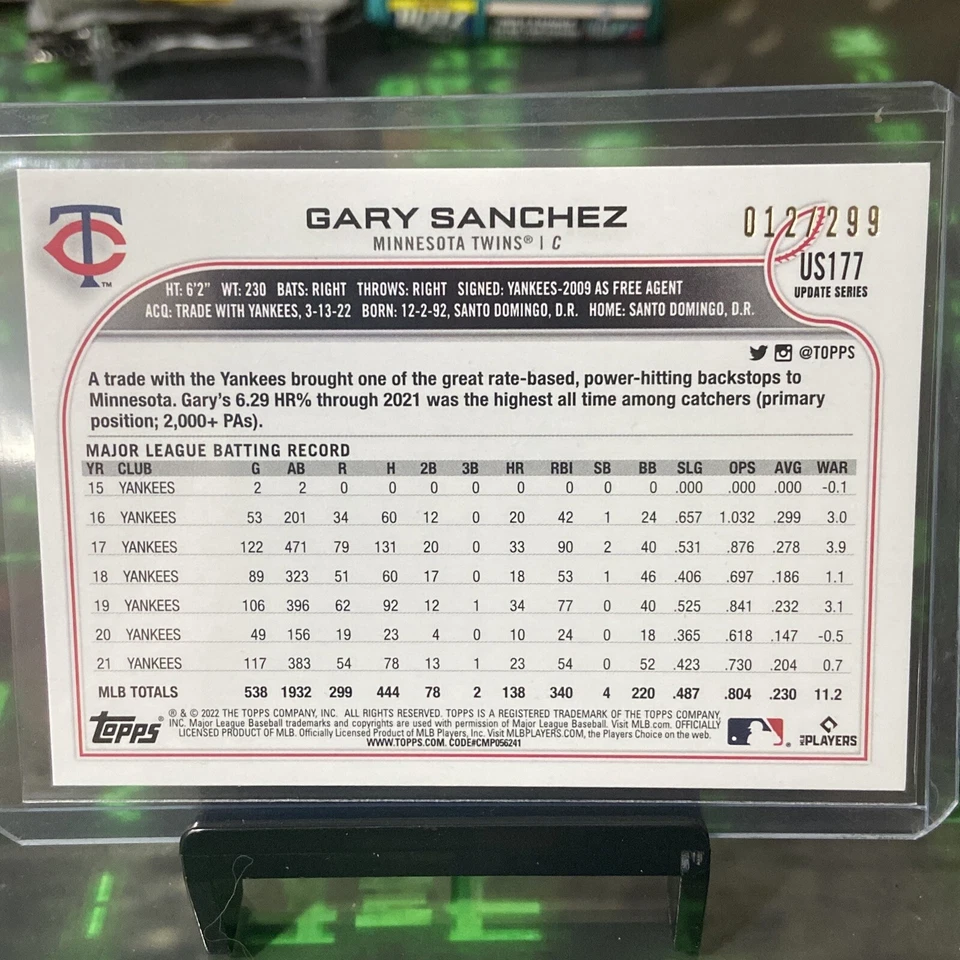 GARY SANCHEZ
MINNESOTA TWINS® | C
012/299
US177
UPDATE SERIES
TC™
HT: 6'2" WT: 230 BATS: RIGHT THROWS: RIGHT SIGNED: YANKEES-2009 AS FREE AGENT
ACQ: TRADE WITH YANKEES, 3-13-22 BORN: 12-2-92, SANTO DOMINGO, D.R. HOME: SANTO DOMINGO, D.R.
@TOPPS
A trade with the Yankees brought one of the great rate-based, power-hitting backstops to
Minnesota. Gary's 6.29 HR% through 2021 was the highest all time among catchers (primary
position; 2,000+ PAs).
MAJOR LEAGUE BATTING RECORD
YR CLUB G AB R H 2B 3B HR RBI SB BB SLG OPS AVG WAR
15 YANKEES 2 2 0 0 0 0 0 0 0 0 .000 .000 .000 -0.1
16 YANKEES 53 201 34 60 12 0 20 42 1 24 .657 1.032 .299 3.0
17 YANKEES 122 471 79 131 20 0 33 90 2 40 .531 .876 .278 3.9
18 YANKEES 89 323 51 60 17 0 18 53 1 46 .406 .697 .186 1.1
19 YANKEES 106 396 62 92 12 1 34 77 0 40 .525 .841 .232 3.1
20 YANKEES 49 156 19 23 4 0 10 24 0 18 .365 .618 .147 -0.5
21 YANKEES 117 383 54 78 13 1 23 54 0 52 .423 .730 .204 0.7
MLB TOTALS 538 1932 299 444 78 2 138 340 4 220 .487 .804 .230 11.2
Topps®
® & © 2022 THE TOPPS COMPANY, INC. ALL RIGHTS RESERVED. TOPPS IS A REGISTERED TRADEMARK OF THE TOPPS COMPANY,
INC. Major League Baseball trademarks and copyrights are used with permission of Major League Baseball. Visit MLB.com. OFFICIALLY
LICENSED PRODUCT OF MLB. Officially Licensed Product of MLB Players, Inc. Visit MLBPLAYERS.COM, the Players Choice on the web.
WWW.TOPPS.COM. CODE#CMP056241
MLB PLAYERS